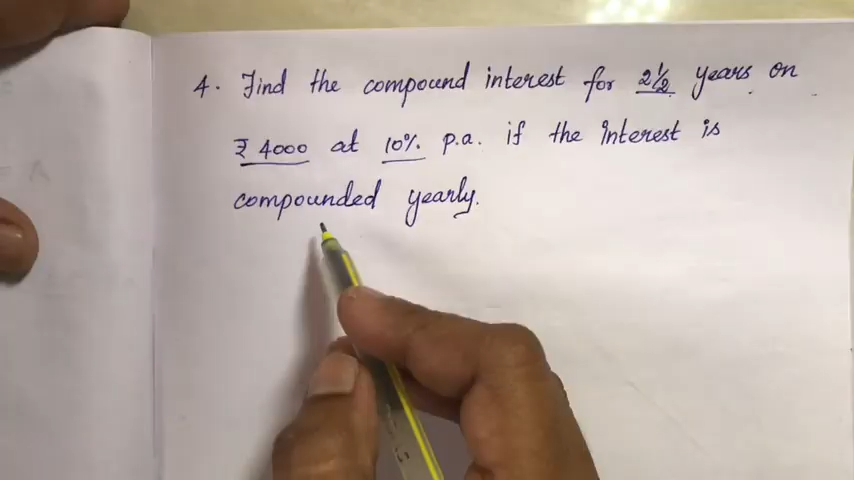 4. Find the compound interest for 2½ years on
₹ 4000 at 10% p.a. if the interest is
compounded yearly.